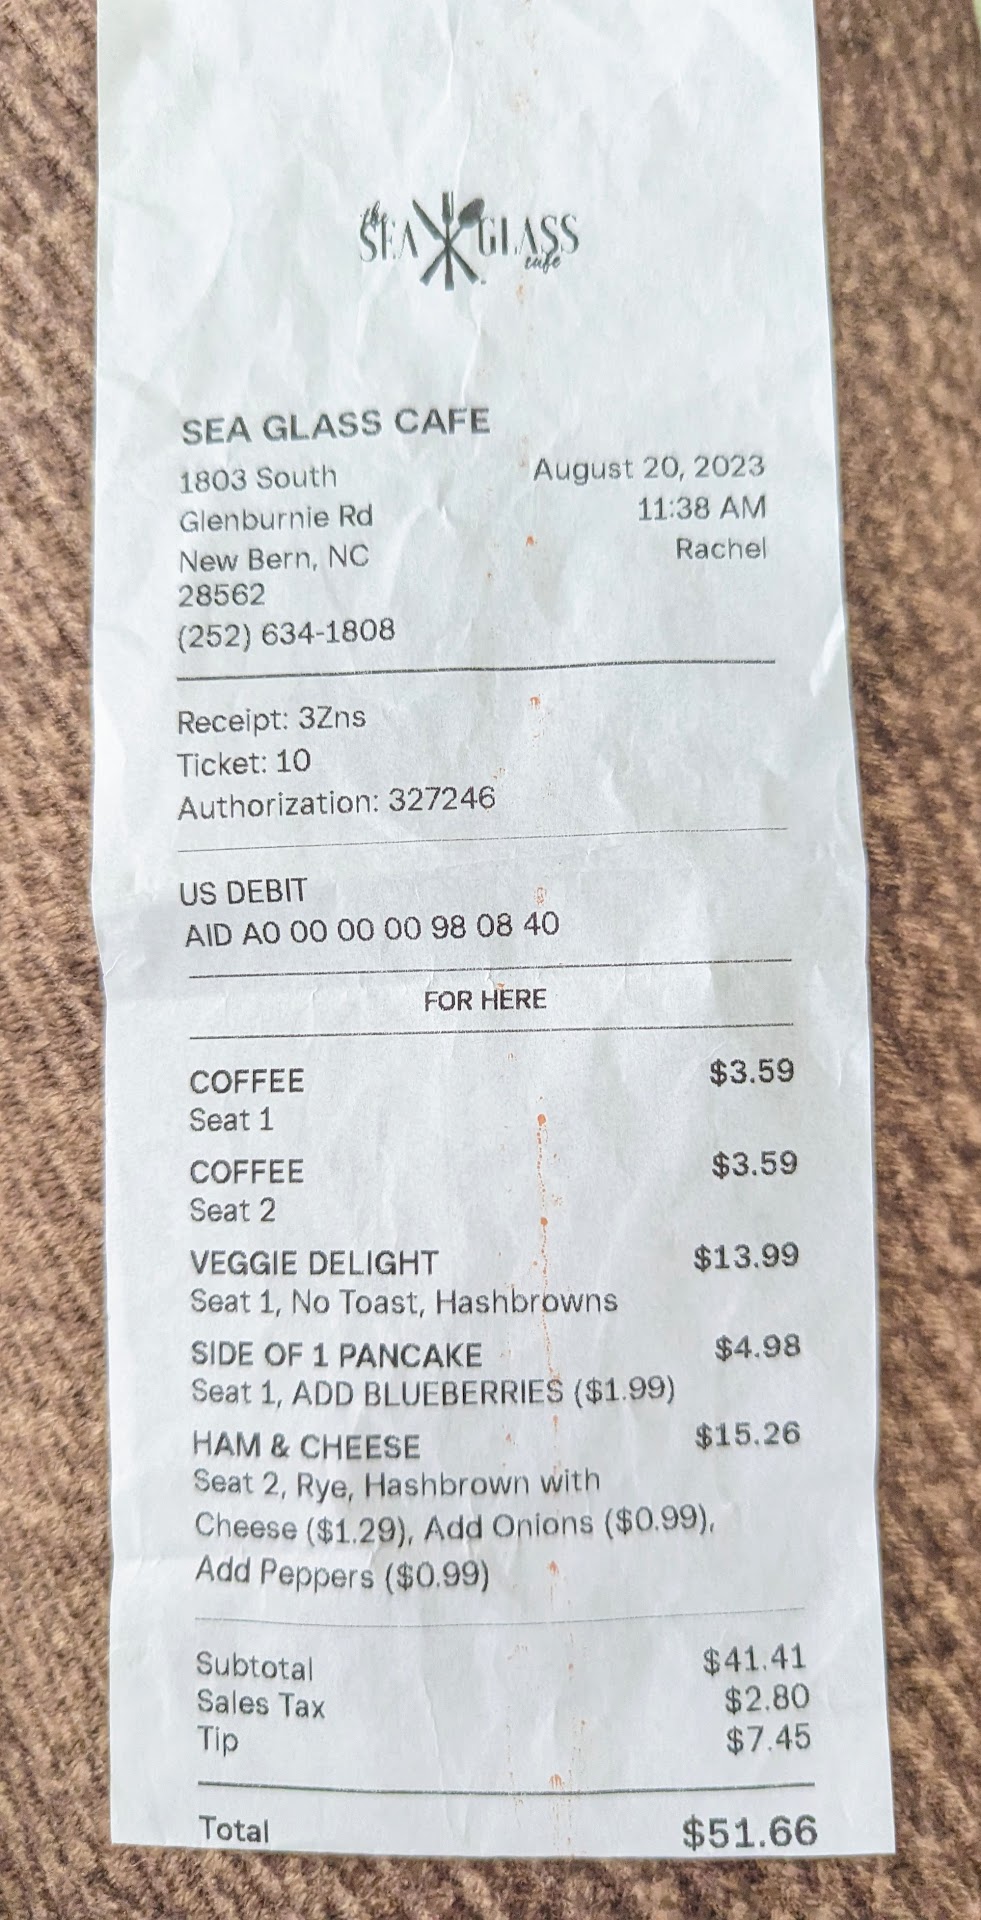 the
SEA GLASS
cafe
SEA GLASS CAFE
1803 South
Glenburnie Rd
New Bern, NC
28562
(252) 634-1808
August 20, 2023
11:38 AM
Rachel
Receipt: 3Zns
Ticket: 10
Authorization: 327246
US DEBIT
AID A0 00 00 00 98 08 40
FOR HERE
COFFEE $3.59
Seat 1
COFFEE $3.59
Seat 2
VEGGIE DELIGHT $13.99
Seat 1, No Toast, Hashbrowns
SIDE OF 1 PANCAKE $4.98
Seat 1, ADD BLUEBERRIES ($1.99)
HAM & CHEESE $15.26
Seat 2, Rye, Hashbrown with
Cheese ($1.29), Add Onions ($0.99),
Add Peppers ($0.99)
Subtotal $41.41
Sales Tax $2.80
Tip $7.45
Total $51.66